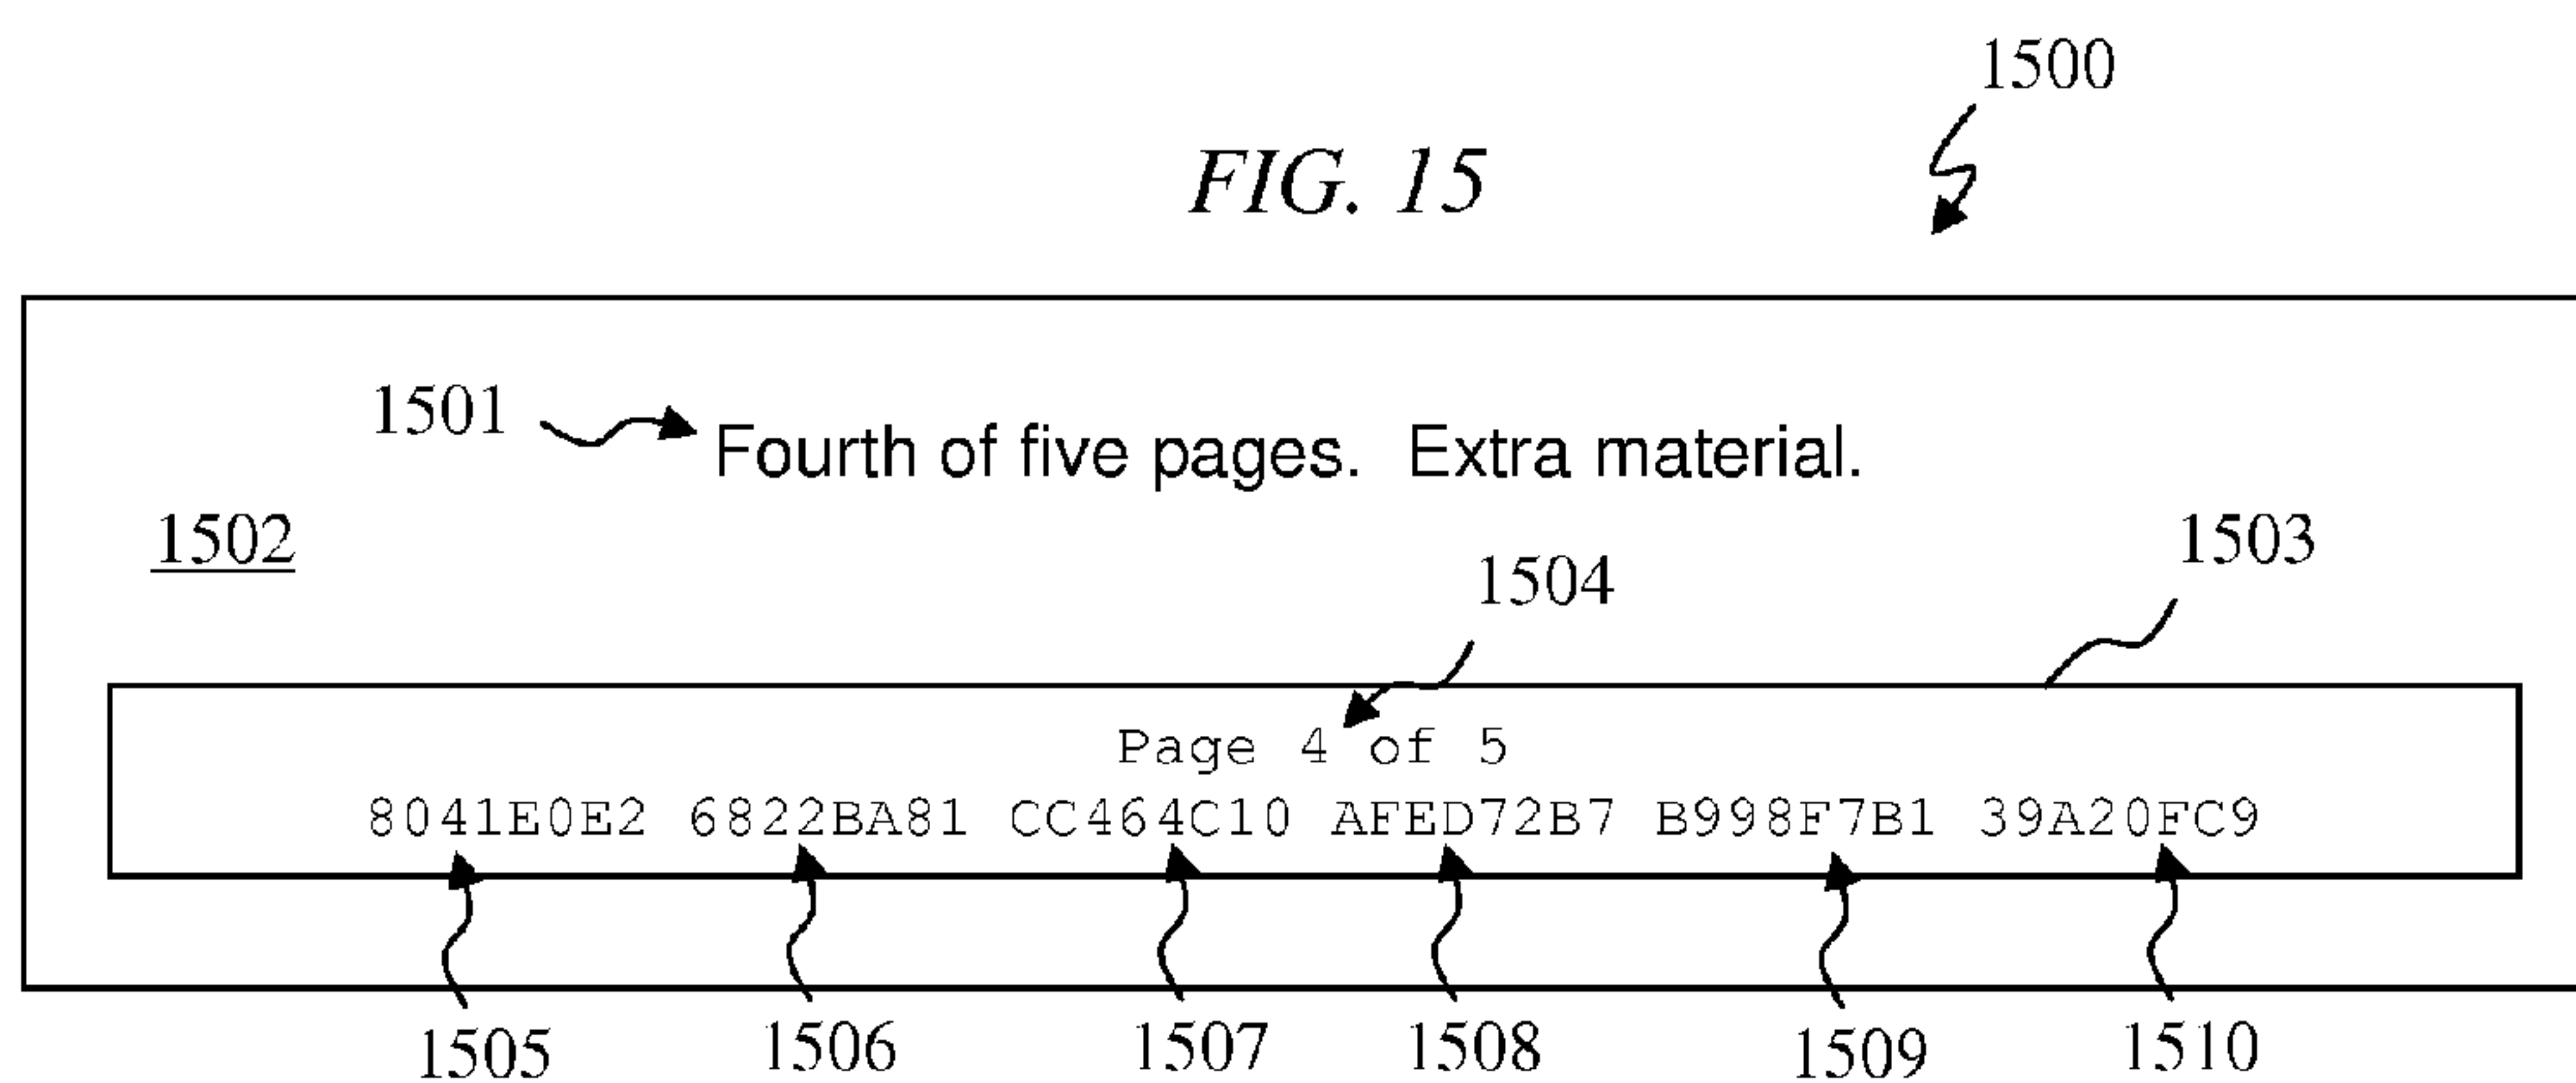 1500
FIG. 15
1501 Fourth of five pages.  Extra material.
1502
1503
1504
Page 4 of 5
8041E0E2 6822BA81 CC464C10 AFED72B7 B998F7B1 39A20FC9
1505 1506 1507 1508 1509 1510